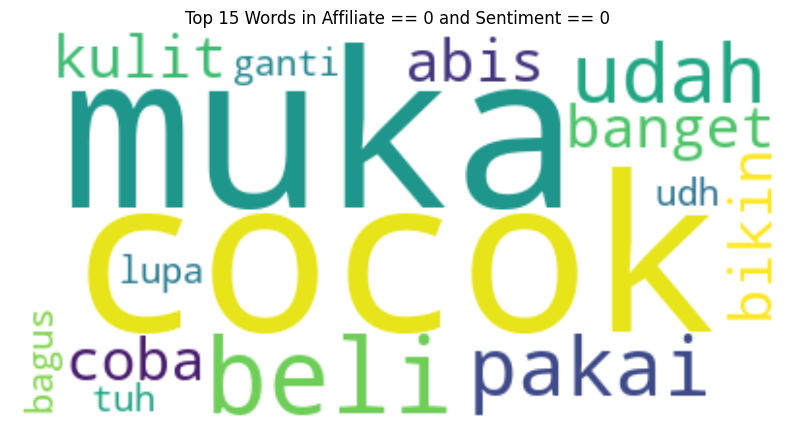 Top 15 Words in Affiliate == 0 and Sentiment == 0
kulit
ganti
abis
udah
muka
banget
udh
bikin
cocok
lupa
bagus
coba
beli
pakai
tuh